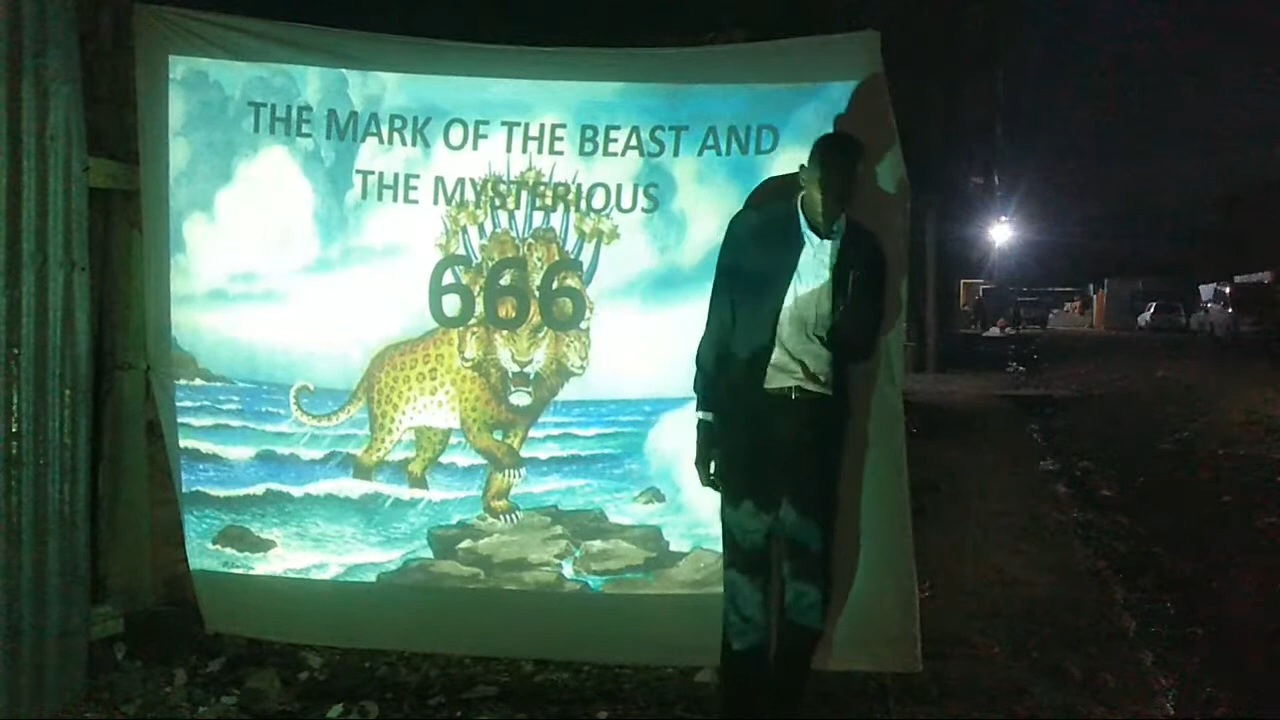 THE MARK OF THE BEAST AND
THE MYSTERIOUS
666